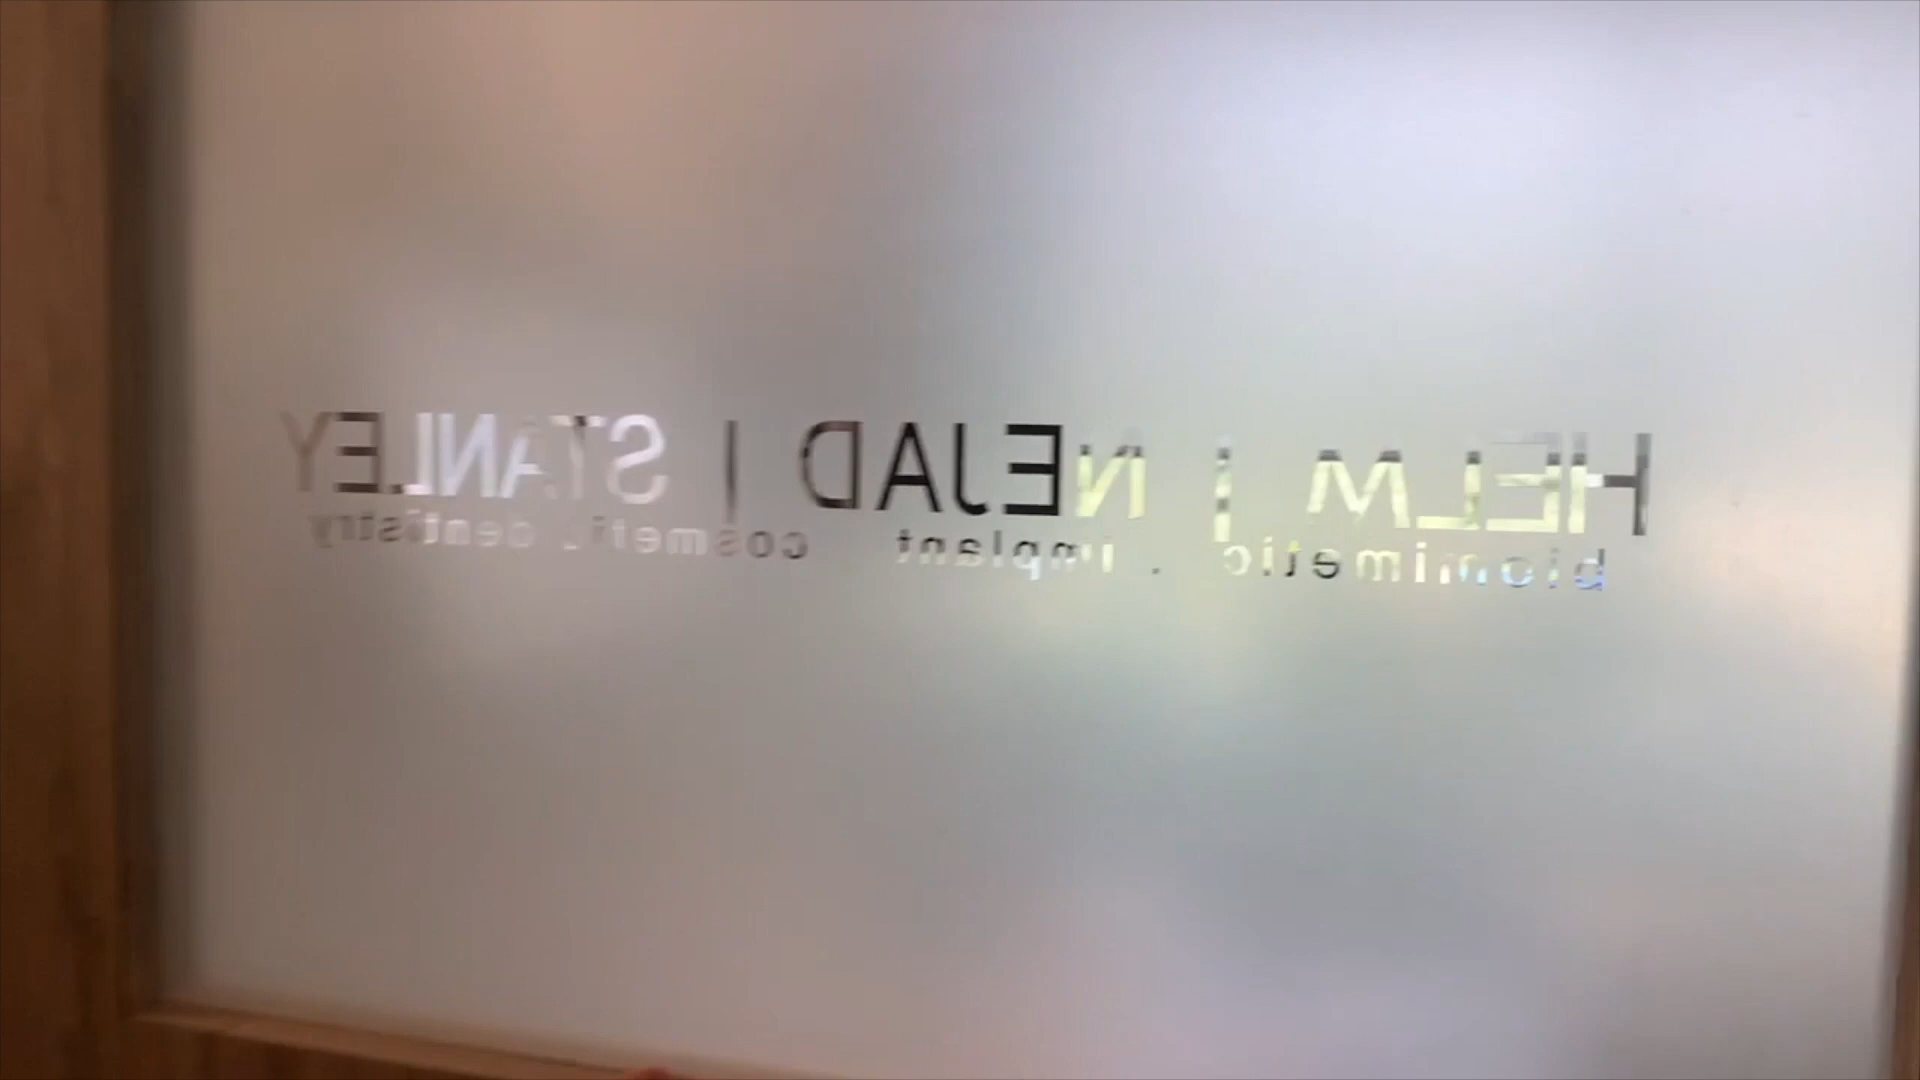 HELM | NEJAD | STANLEY
biomimetic . implant . cosmetic dentistry